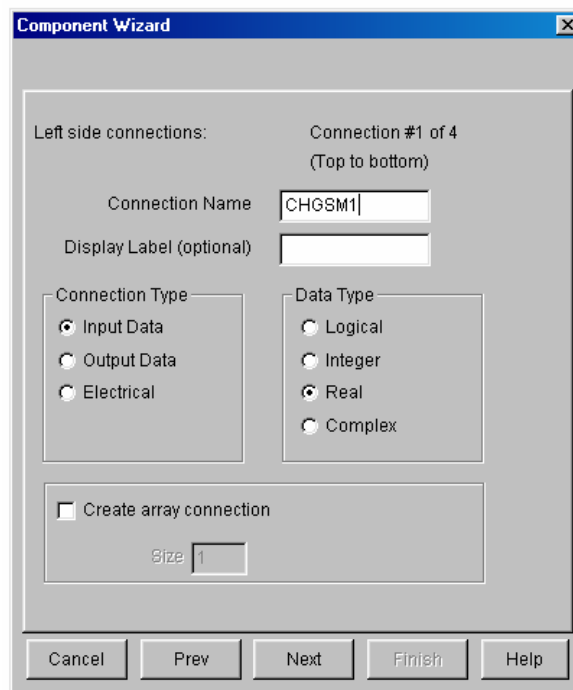 Component Wizard
Left side connections:
Connection #1 of 4
(Top to bottom)
Connection Name
CHGSM1
Display Label (optional)
Connection Type
Input Data
Output Data
Electrical
Data Type
Logical
Integer
Real
Complex
Create array connection
Size 1
Cancel
Prev
Next
Finish
Help